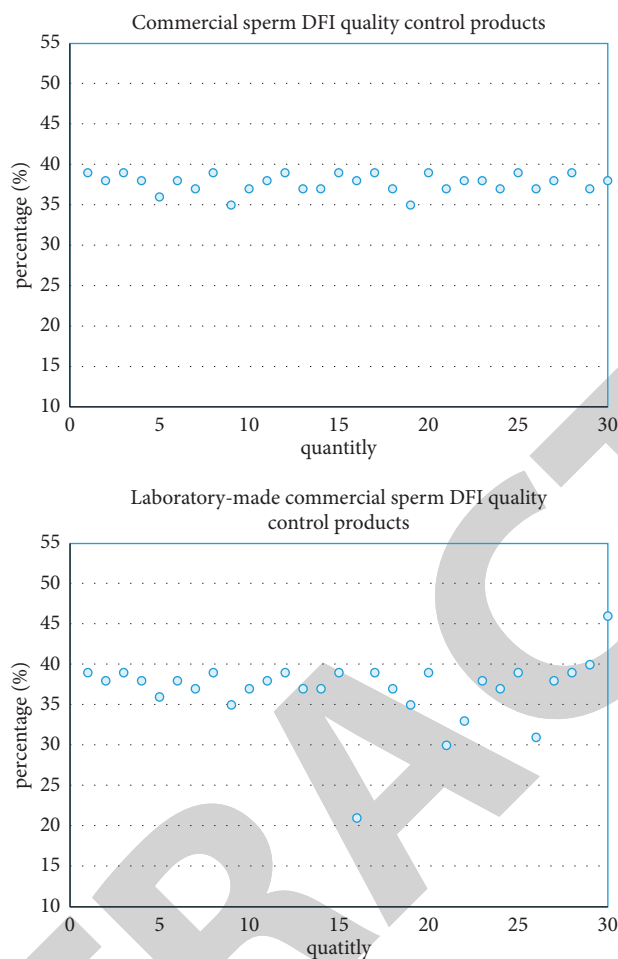 Commercial sperm DFI quality control products
55
50
45
40
35
30
25
20
15
10
percentage (%)
0 5 10 15 20 25 30
quantitly
Laboratory-made commercial sperm DFI quality
control products
55
50
45
40
35
30
25
20
15
10
percentage (%)
0 5 10 15 20 25 30
quatitly
RACT